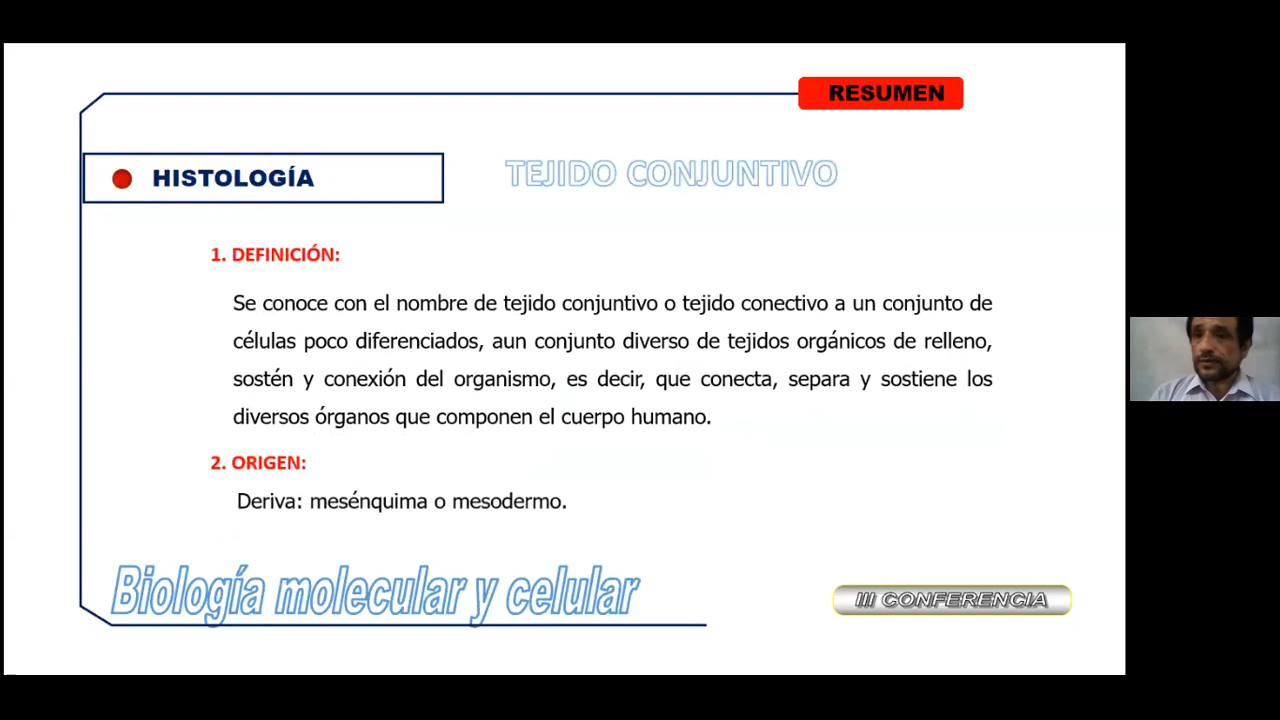 RESUMEN
HISTOLOGÍA
TEJIDO CONJUNTIVO
1. DEFINICIÓN:
Se conoce con el nombre de tejido conjuntivo o tejido conectivo a un conjunto de
células poco diferenciados, aun conjunto diverso de tejidos orgánicos de relleno,
sostén y conexión del organismo, es decir, que conecta, separa y sostiene los
diversos órganos que componen el cuerpo humano.
2. ORIGEN:
Deriva: mesénquima o mesodermo.
Biología molecular y celular
III CONFERENCIA